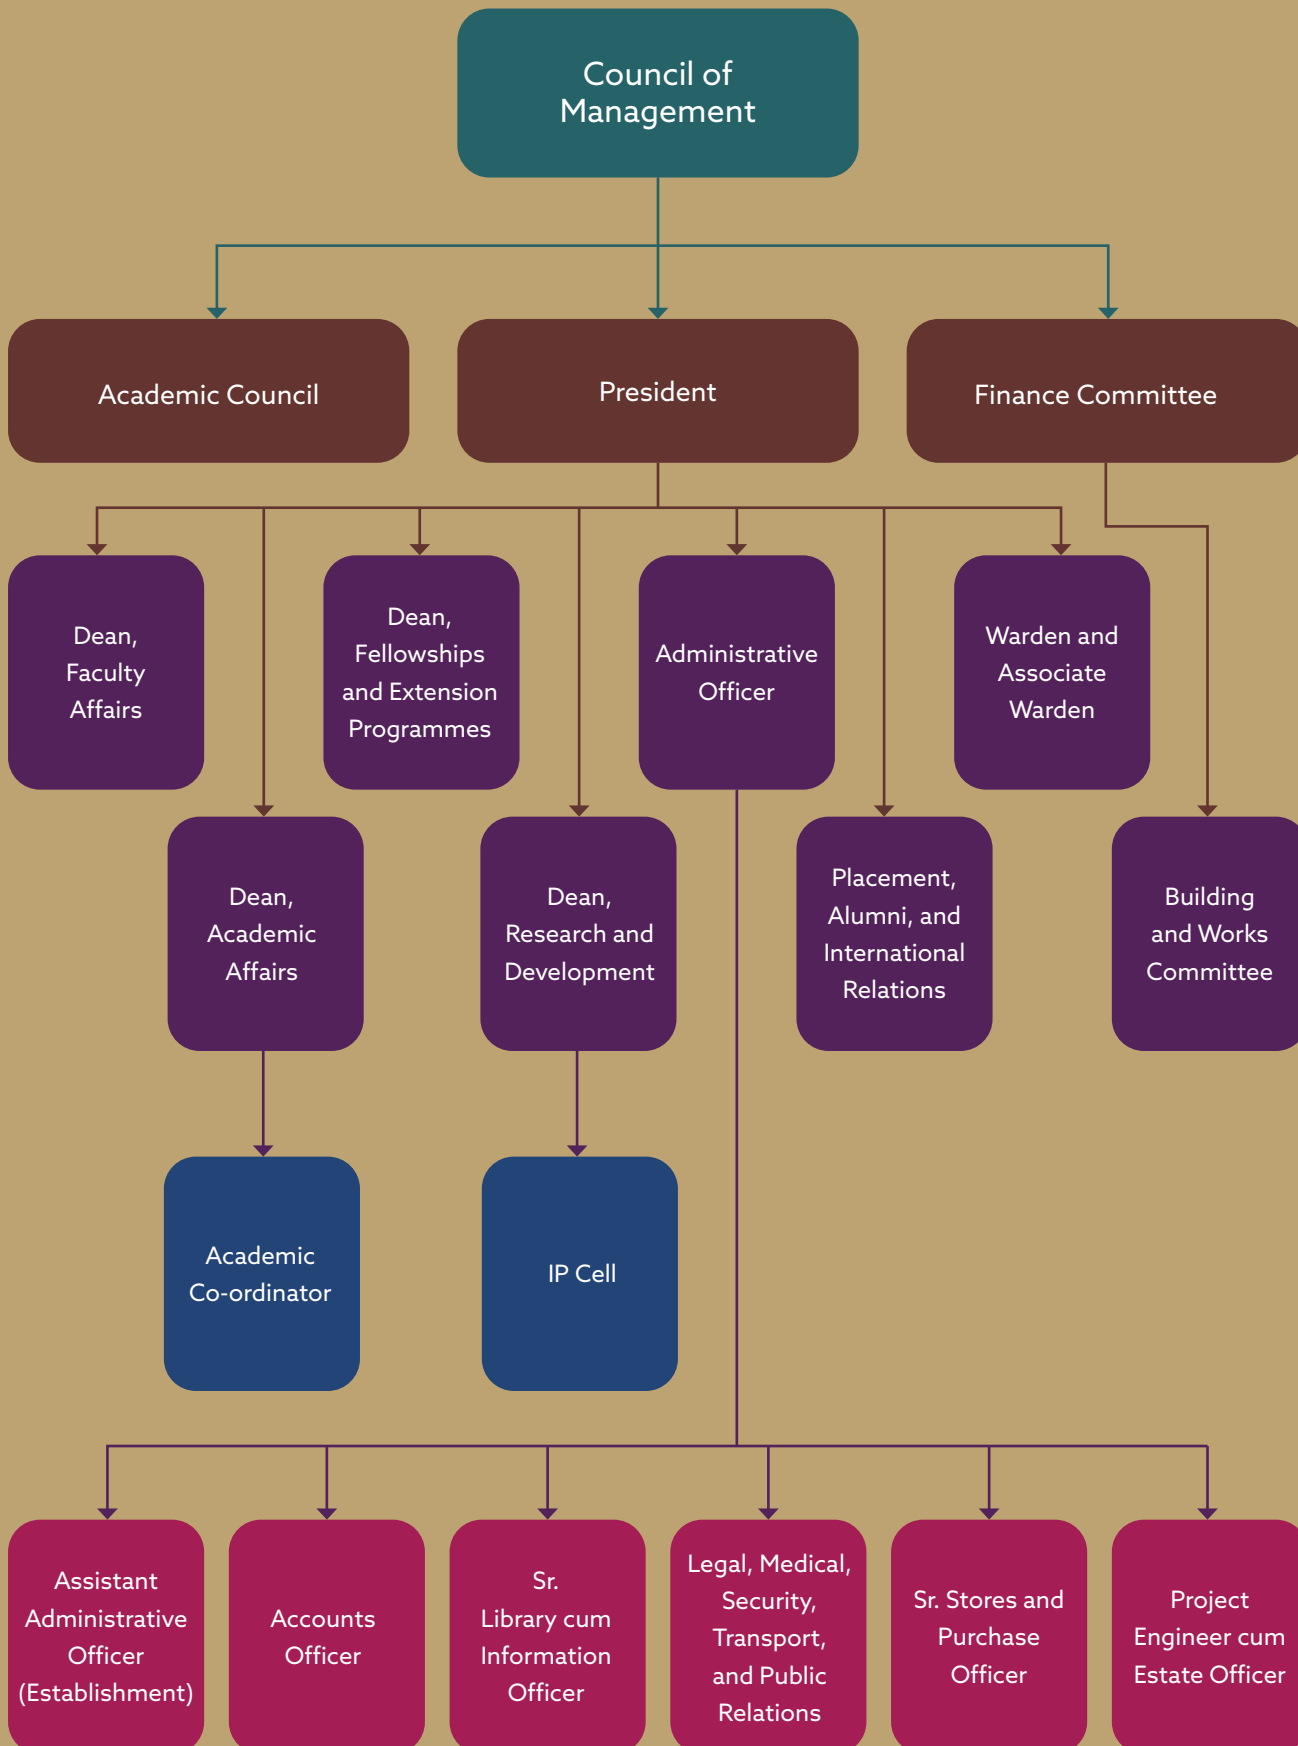 Council of
Management
Academic Council
President
Finance Committee
Dean,
Faculty
Affairs
Dean,
Fellowships
and Extension
Programmes
Administrative
Officer
Warden and
Associate
Warden
Dean,
Academic
Affairs
Dean,
Research and
Development
Placement,
Alumni, and
International
Relations
Building
and Works
Committee
Academic
Co-ordinator
IP Cell
Assistant
Administrative
Officer
(Establishment)
Accounts
Officer
Sr.
Library cum
Information
Officer
Legal, Medical,
Security,
Transport,
and Public
Relations
Sr. Stores and
Purchase
Officer
Project
Engineer cum
Estate Officer